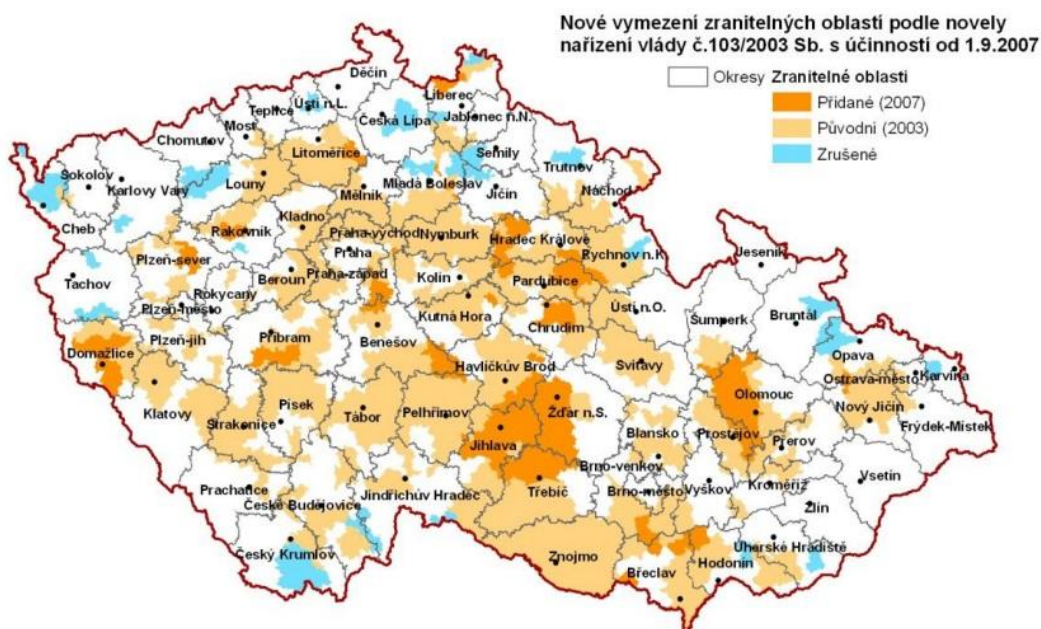 Nové vymezení zranitelných oblastí podle novely
nařízení vlády č.103/2003 Sb. s účinností od 1.9.2007
Okresy Zranitelné oblasti
Přidané (2007)
Původní (2003)
Zrušené
Děčín
Liberec
Ústí n.L.
Teplice
Česká Lípa
Jablonec n.N.
Most
Chomutov
Litoměřice
Semily
Trutnov
Sokolov
Karlovy Vary
Louny
Mladá Boleslav
Jičín
Náchod
Mělník
Cheb
Rakovník
Kladno
Praha-východ
Nymburk
Hradec Králové
Praha
Rychnov n.K.
Jeseník
Plzeň-sever
Beroun
Praha-západ
Kolín
Pardubice
Tachov
Rokycany
Plzeň-město
Kutná Hora
Chrudim
Ústí n.O.
Šumperk
Bruntál
Plzeň-jih
Příbram
Benešov
Domažlice
Opava
Havlíčkův Brod
Svitavy
Ostrava-město
Karviná
Olomouc
Klatovy
Písek
Tábor
Pelhřimov
Žďár n.S.
Nový Jičín
Strakonice
Blansko
Prostějov
Přerov
Frýdek-Místek
Jihlava
Brno-venkov
Vsetín
Prachatice
Jindřichův Hradec
Třebíč
Brno-město
Vyškov
Kroměříž
České Budějovice
Zlín
Český Krumlov
Znojmo
Uherské Hradiště
Hodonín
Břeclav